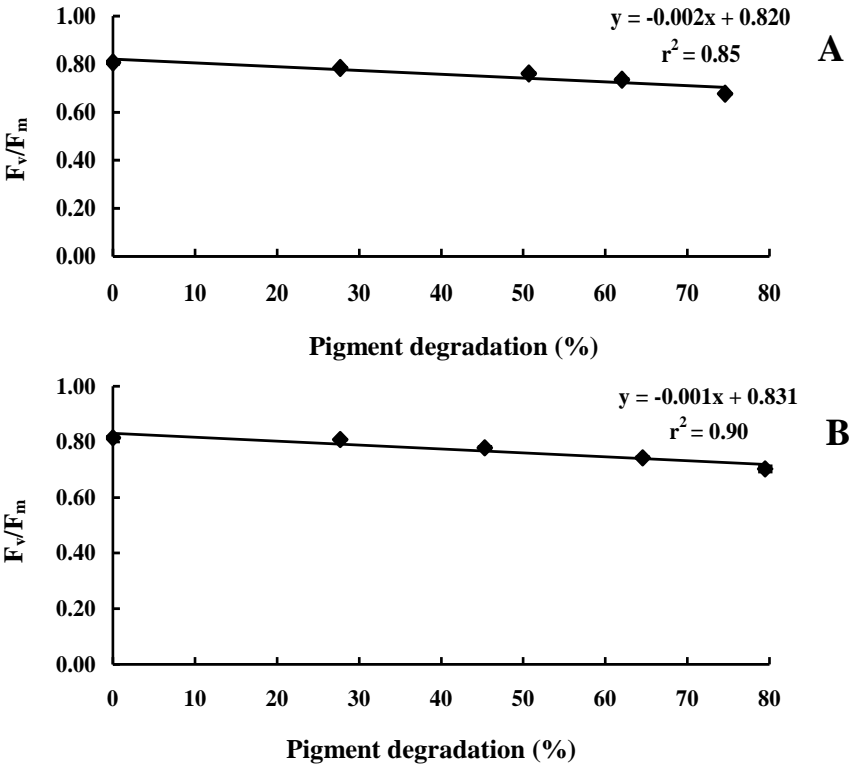 y = -0.002x + 0.820
r² = 0.85
A
1.00
0.80
0.60
0.40
0.20
0.00
Fᵥ/Fₘ
0 10 20 30 40 50 60 70 80
Pigment degradation (%)
y = -0.001x + 0.831
r² = 0.90
B
1.00
0.80
0.60
0.40
0.20
0.00
Fᵥ/Fₘ
0 10 20 30 40 50 60 70 80
Pigment degradation (%)